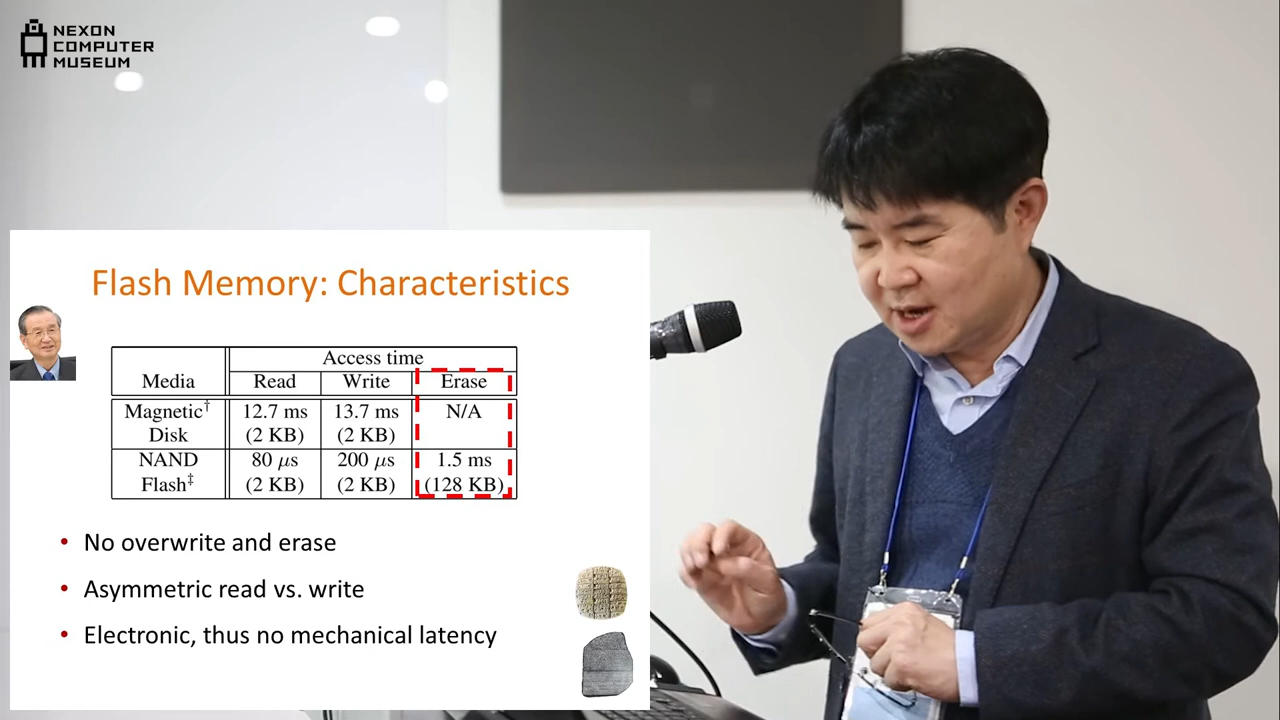 NEXON
COMPUTER
MUSEUM
Flash Memory: Characteristics
Access time
Media Read Write Erase
Magnetic† 12.7 ms 13.7 ms N/A
Disk (2 KB) (2 KB)
NAND 80 μs 200 μs 1.5 ms
Flash‡ (2 KB) (2 KB) (128 KB)
• No overwrite and erase
• Asymmetric read vs. write
• Electronic, thus no mechanical latency